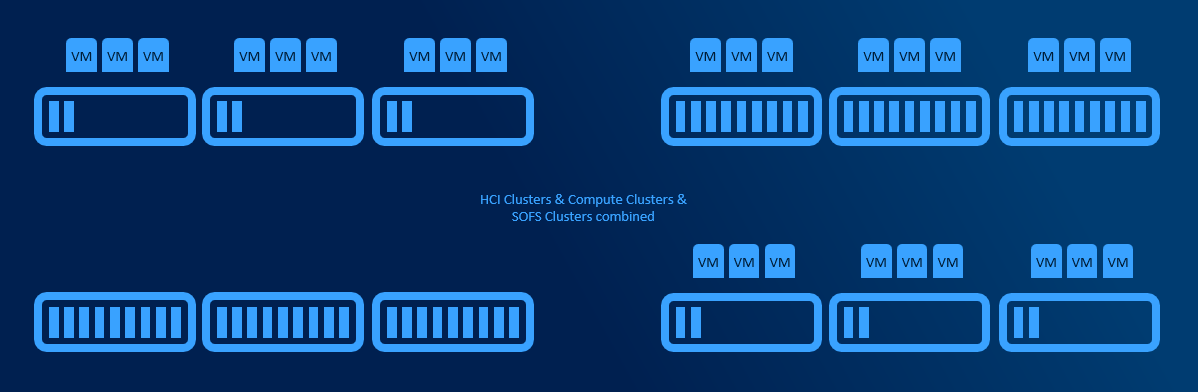 VM VM VM VM VM VM VM VM VM VM VM VM VM VM VM VM VM VM
HCI Clusters & Compute Clusters &
SOFS Clusters combined
VM VM VM VM VM VM VM VM VM